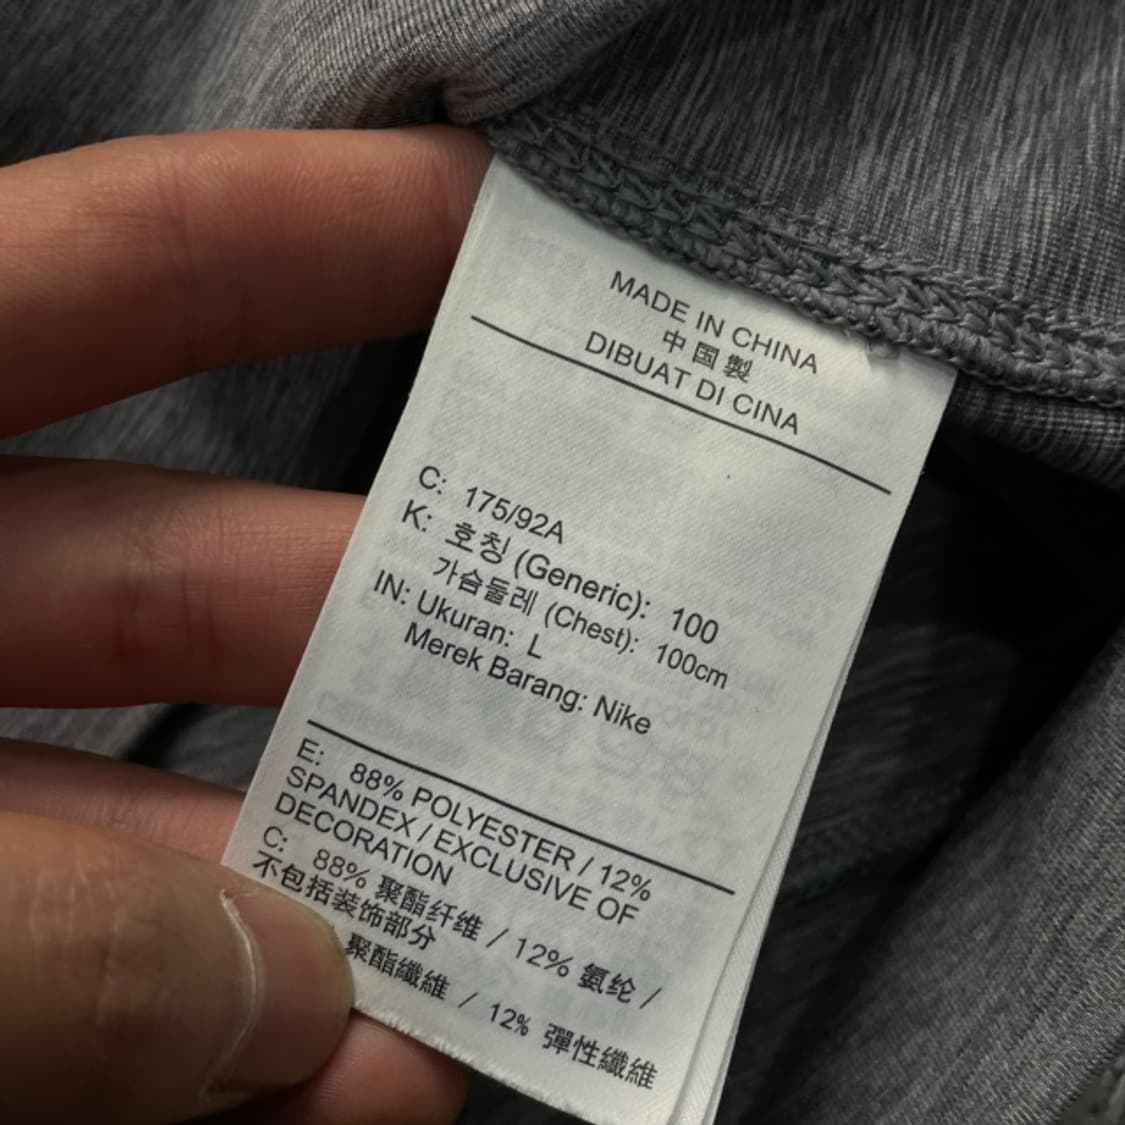 MADE IN CHINA
中国製
DIBUAT DI CINA
C: 175/92A
K: 호칭 (Generic): 100
가슴둘레 (Chest): 100cm
IN: Ukuran: L
Merek Barang: Nike
E: 88% POLYESTER / 12%
SPANDEX / EXCLUSIVE OF
DECORATION
C: 88% 聚酯纤维 / 12% 氨纶 /
不包括装饰部分
聚酯纖維 / 12% 彈性纖維